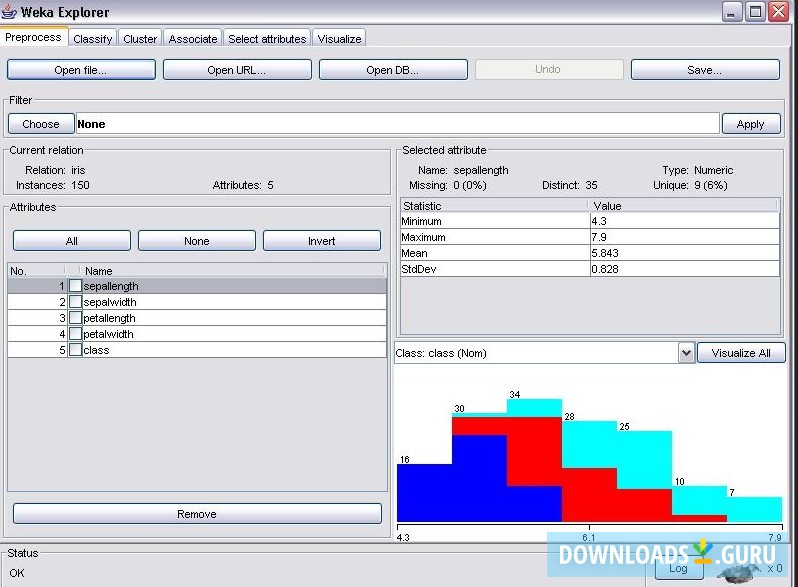 Weka Explorer
Preprocess Classify Cluster Associate Select attributes Visualize
Open file... Open URL... Open DB... Undo Save...
Filter
Choose None Apply
Current relation
Relation: iris
Instances: 150 Attributes: 5
Selected attribute
Name: sepallength Type: Numeric
Missing: 0 (0%) Distinct: 35 Unique: 9 (6%)
Statistic Value
Minimum 4.3
Maximum 7.9
Mean 5.843
StdDev 0.828
Attributes
All None Invert
No. Name
1 sepallength
2 sepalwidth
3 petallength
4 petalwidth
5 class
Remove
Class: class (Nom) Visualize All
16 30 34 28 25 10 7
4.3 6.1 7.9
Status
OK
Log x 0
DOWNLOADS .GURU